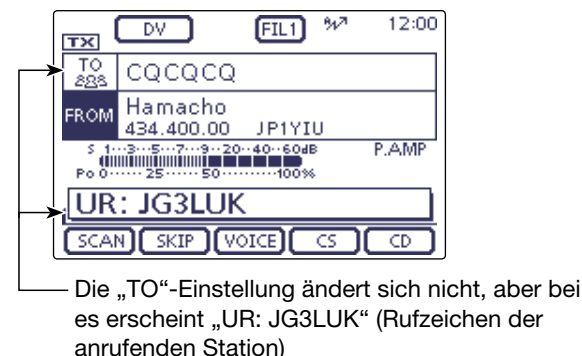 DV FIL1 12:00
TX
TO CQCQCQ
FROM Hamacho
434.400.00 JP1YIU
S 1··3··5··7··9··20··40··60dB P.AMP
Po 0······25······50··········100%
UR: JG3LUK
SCAN SKIP VOICE CS CD
Die „TO“-Einstellung ändert sich nicht, aber bei
es erscheint „UR: JG3LUK“ (Rufzeichen der
anrufenden Station)